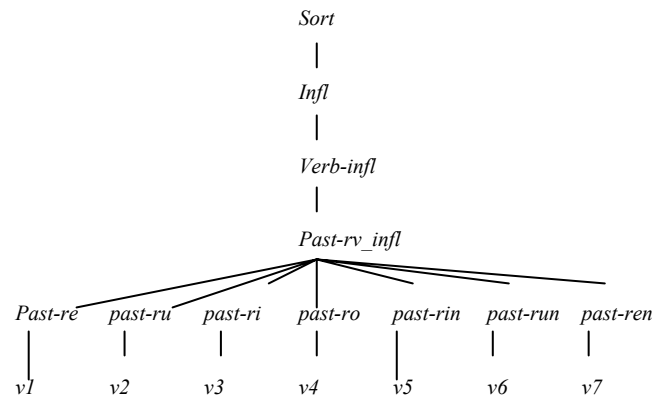 Sort
Infl
Verb-infl
Past-rv_infl
Past-re past-ru past-ri past-ro past-rin past-run past-ren
v1 v2 v3 v4 v5 v6 v7